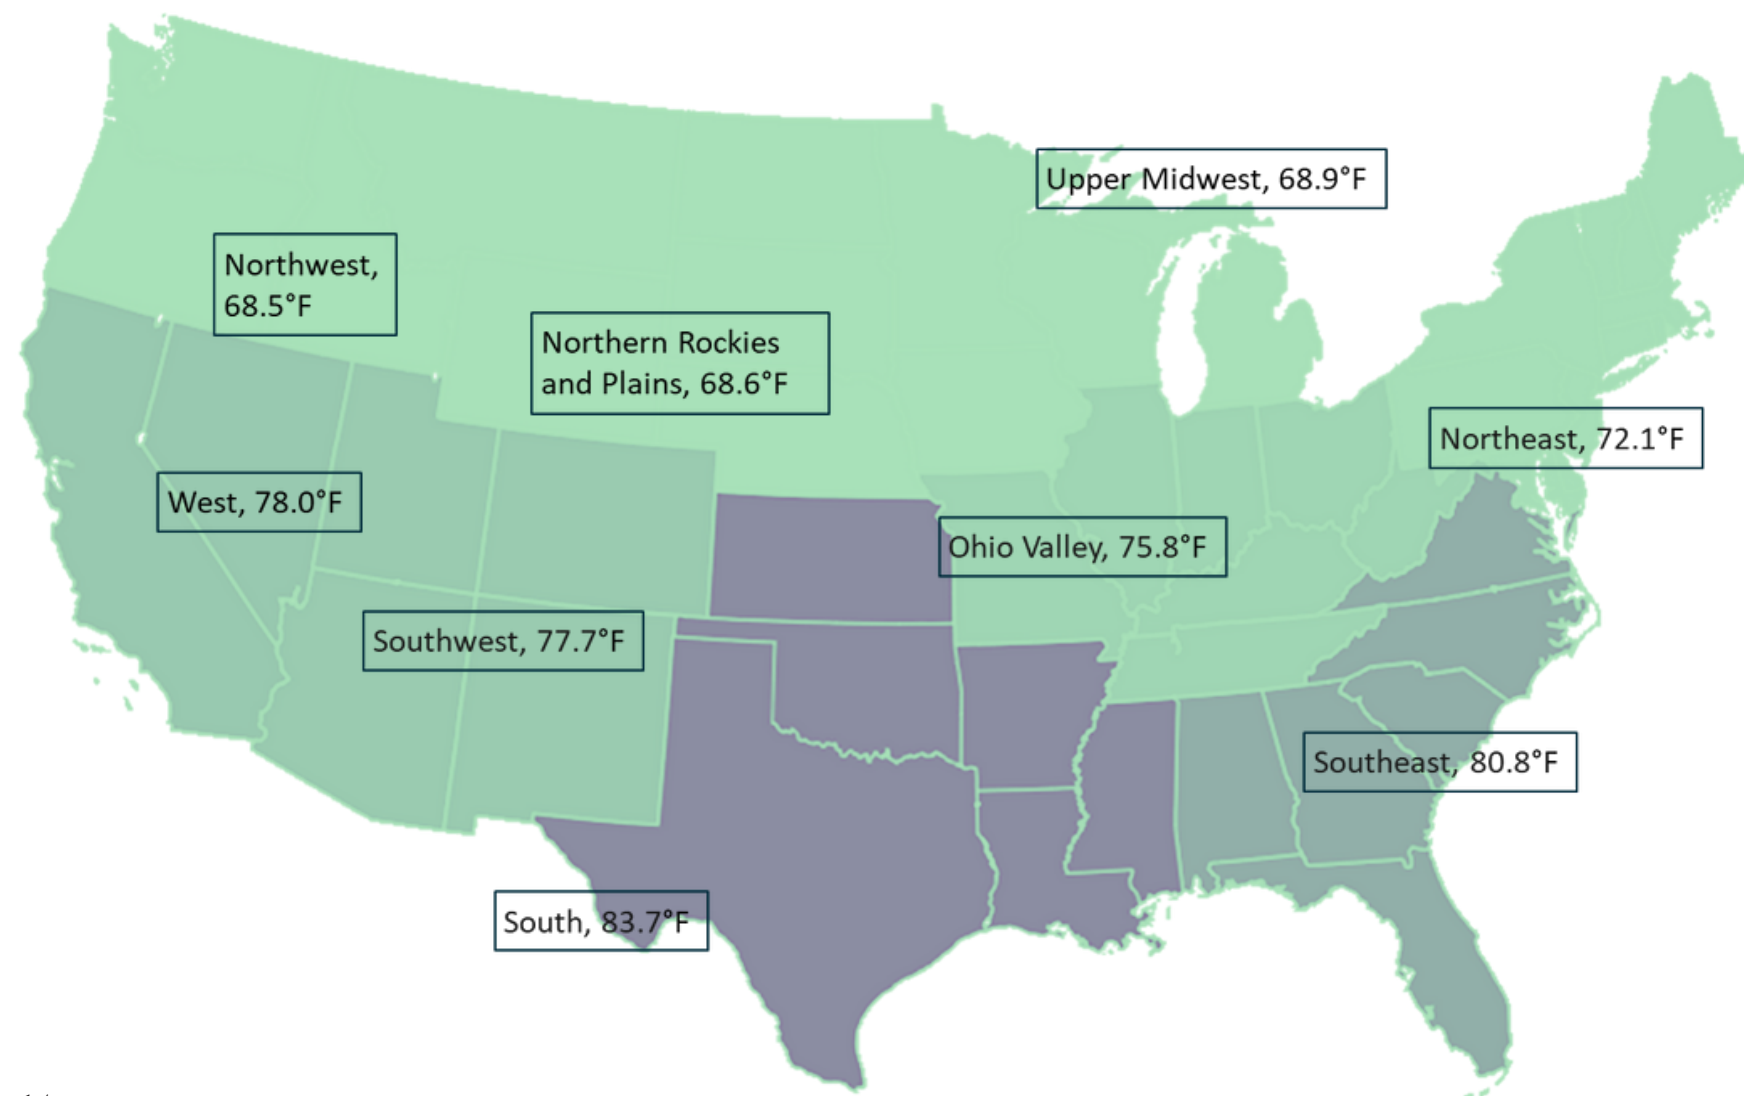 Upper Midwest, 68.9°F
Northwest,
68.5°F
Northern Rockies
and Plains, 68.6°F
Northeast, 72.1°F
West, 78.0°F
Ohio Valley, 75.8°F
Southwest, 77.7°F
Southeast, 80.8°F
South, 83.7°F